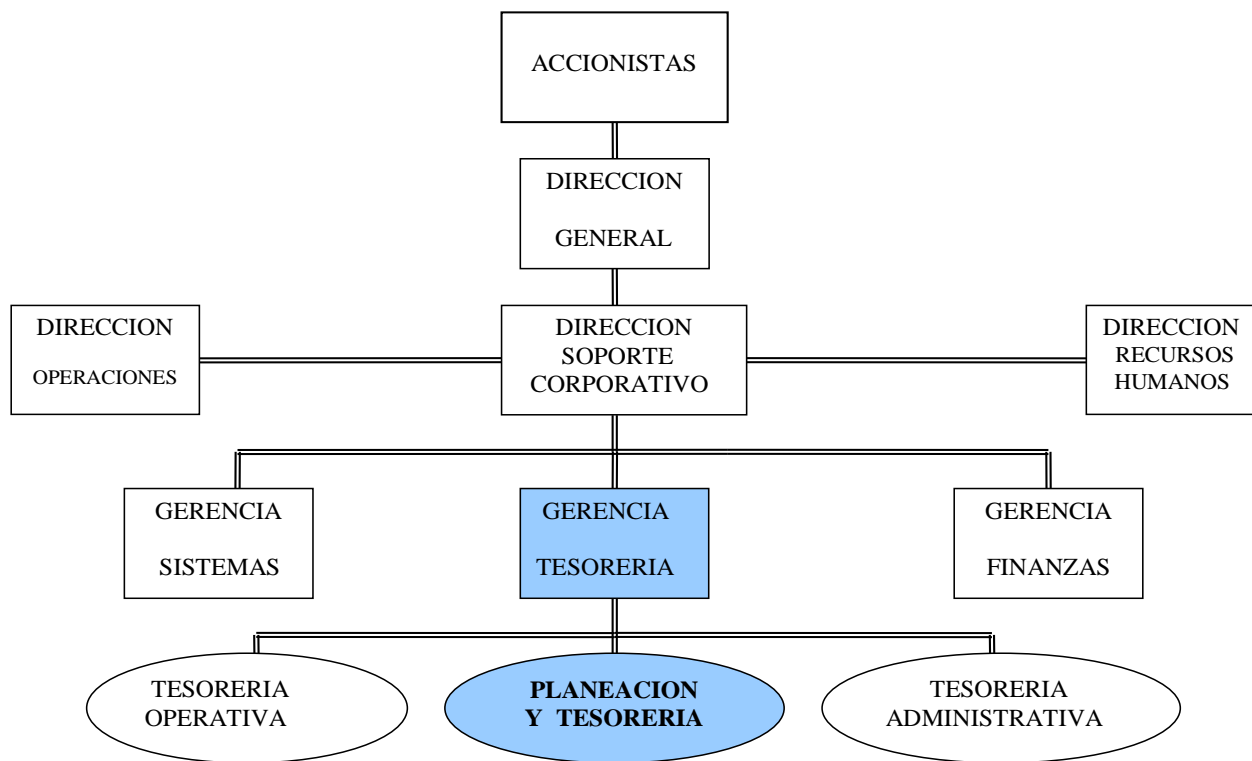 ACCIONISTAS
DIRECCION
GENERAL
DIRECCION
OPERACIONES
DIRECCION
SOPORTE
CORPORATIVO
DIRECCION
RECURSOS
HUMANOS
GERENCIA
SISTEMAS
GERENCIA
TESORERIA
GERENCIA
FINANZAS
TESORERIA
OPERATIVA
PLANEACION
Y TESORERIA
TESORERIA
ADMINISTRATIVA